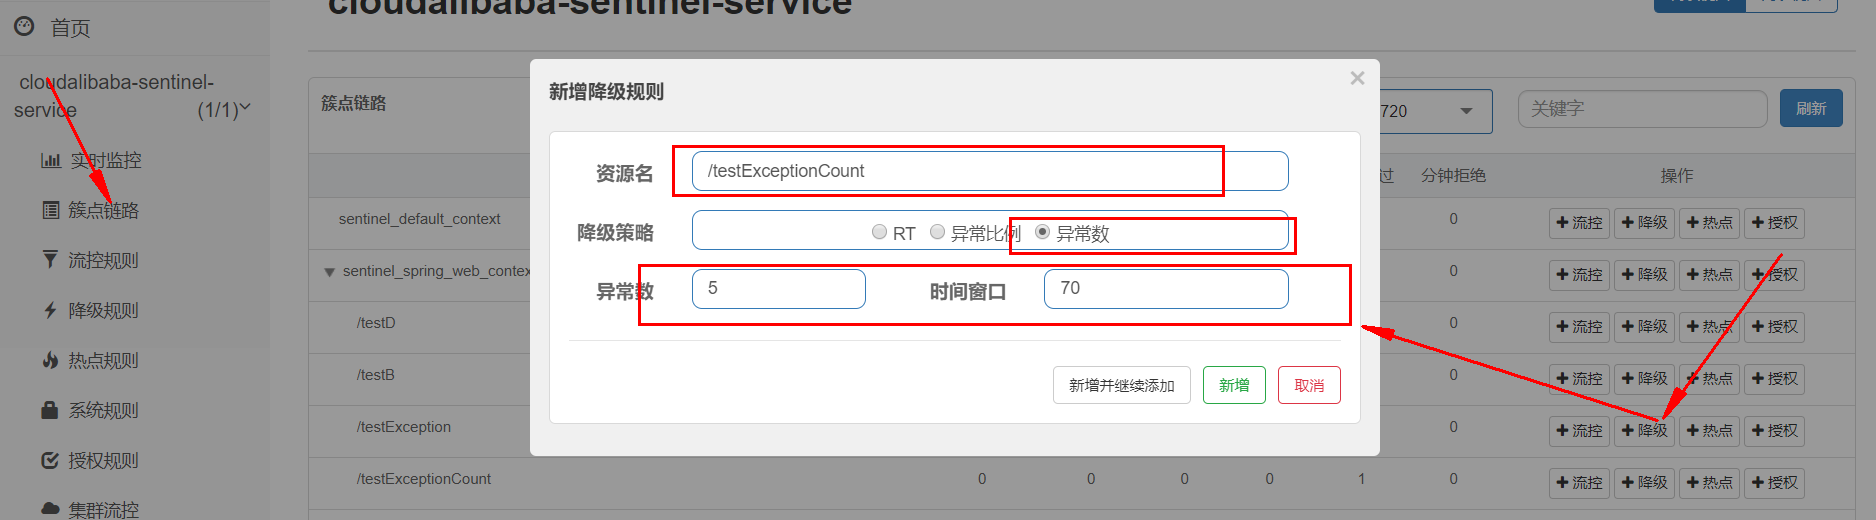 cloudalibaba-sentinel-service
首页
cloudalibaba-sentinel-
service (1/1)
实时监控
簇点链路
流控规则
降级规则
热点规则
系统规则
授权规则
集群流控
簇点链路
720
关键字
刷新
过 分钟拒绝 操作
sentinel_default_context 0 流控 降级 热点 授权
sentinel_spring_web_contex 0 流控 降级 热点 授权
/testD 0 流控 降级 热点 授权
/testB 0 流控 降级 热点 授权
/testException 0 流控 降级 热点 授权
/testExceptionCount 0 0 0 0 1 0 流控 降级 热点 授权
新增降级规则 ×
资源名 /testExceptionCount
降级策略 RT 异常比例 异常数
异常数 5 时间窗口 70
新增并继续添加 新增 取消